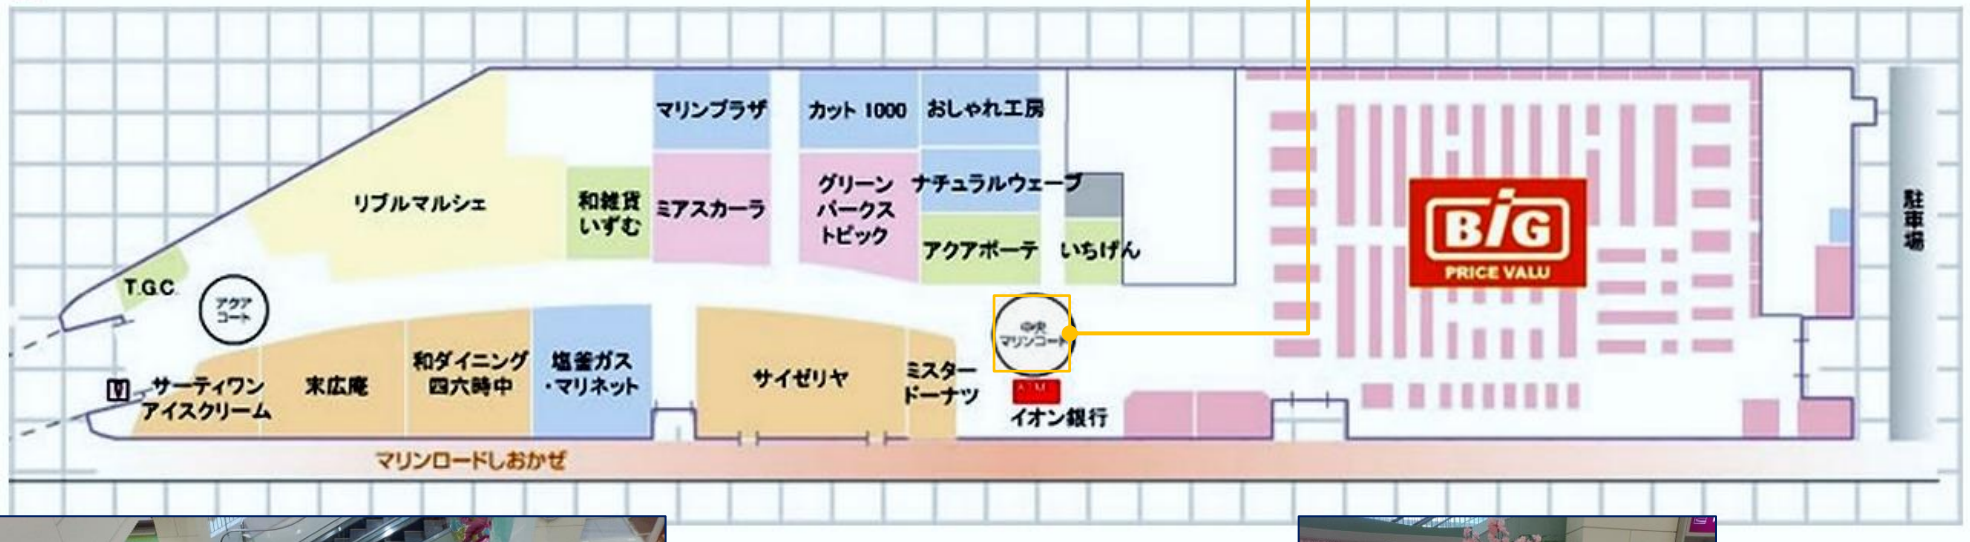 マリンプラザ
カット 1000
おしゃれ工房
リブルマルシェ
和雑貨
いずむ
ミアスカーラ
グリーン
パークス
トピック
ナチュラルウェーブ
アクアポーテ
いちげん
BiG
PRICE VALU
駐車場
T.G.C.
アクア
コート
中央
マリンコート
サーティワン
アイスクリーム
末広庵
和ダイニング
四六時中
塩釜ガス
・マリネット
サイゼリヤ
ミスター
ドーナツ
ATM
イオン銀行
マリンロードしおかぜ